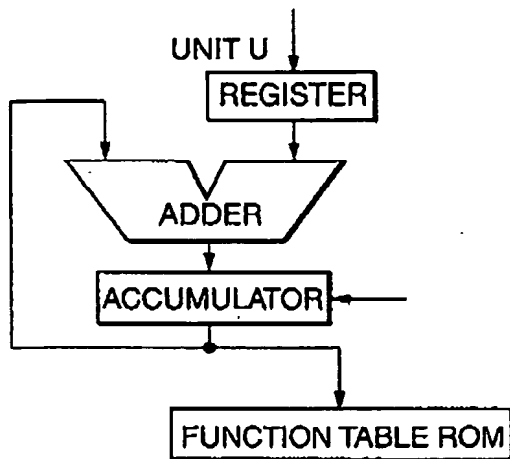 UNIT U
REGISTER
ADDER
ACCUMULATOR
FUNCTION TABLE ROM